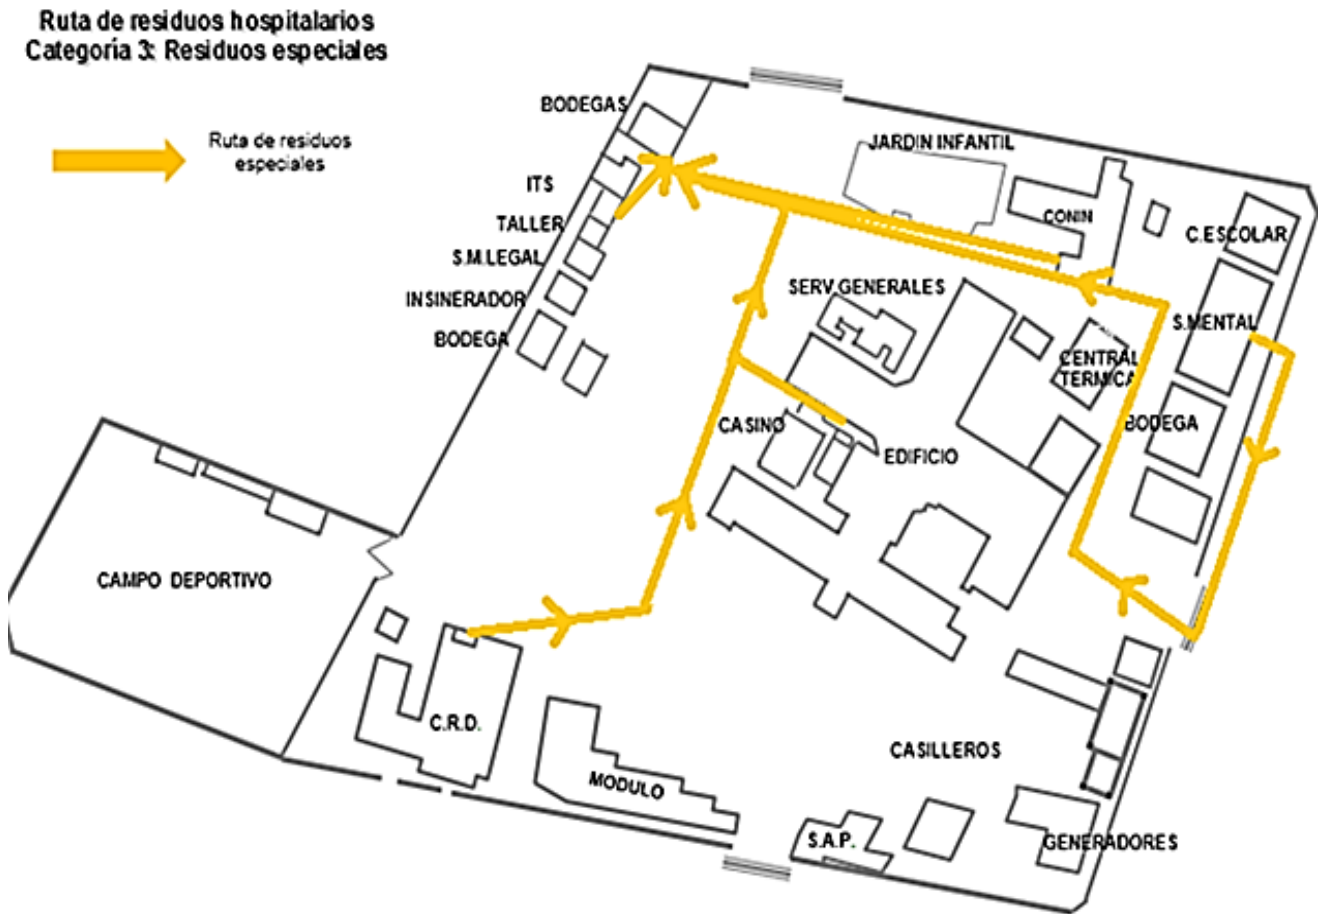 Ruta de residuos hospitalarios
Categoría 3: Residuos especiales
Ruta de residuos
especiales
BODEGAS
JARDIN INFANTIL
ITS
CONIN
TALLER
C.ESCOLAR
S.M.LEGAL
SERV.GENERALES
INSINERADOR
S.MENTAL
BODEGA
CENTRAL
TERMICA
CASINO
BODEGA
EDIFICIO
CAMPO DEPORTIVO
C.R.D.
CASILLEROS
MODULO
S.A.P.
GENERADORES